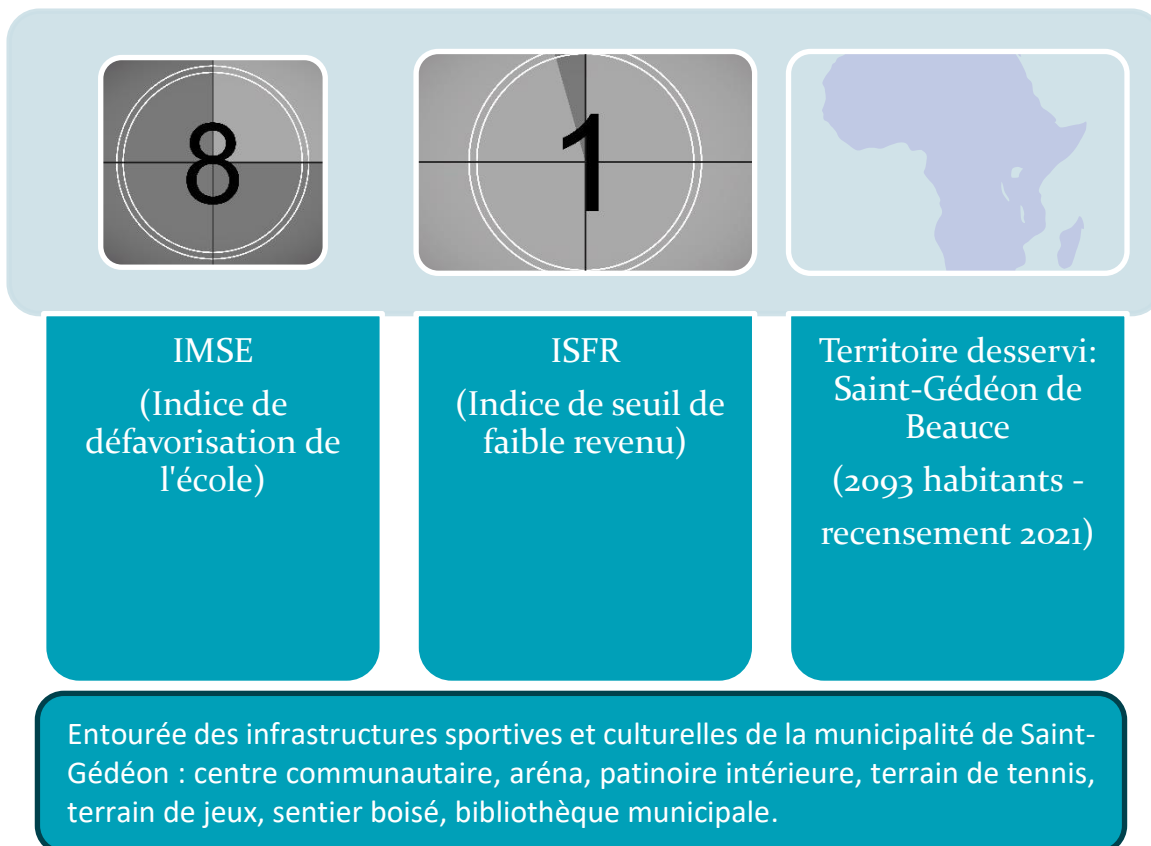 8
1
IMSE
(Indice de
défavorisation de
l'école)
ISFR
(Indice de seuil de
faible revenu)
Territoire desservi:
Saint-Gédéon de
Beauce
(2093 habitants -
recensement 2021)
Entourée des infrastructures sportives et culturelles de la municipalité de Saint-
Gédéon : centre communautaire, aréna, patinoire intérieure, terrain de tennis,
terrain de jeux, sentier boisé, bibliothèque municipale.